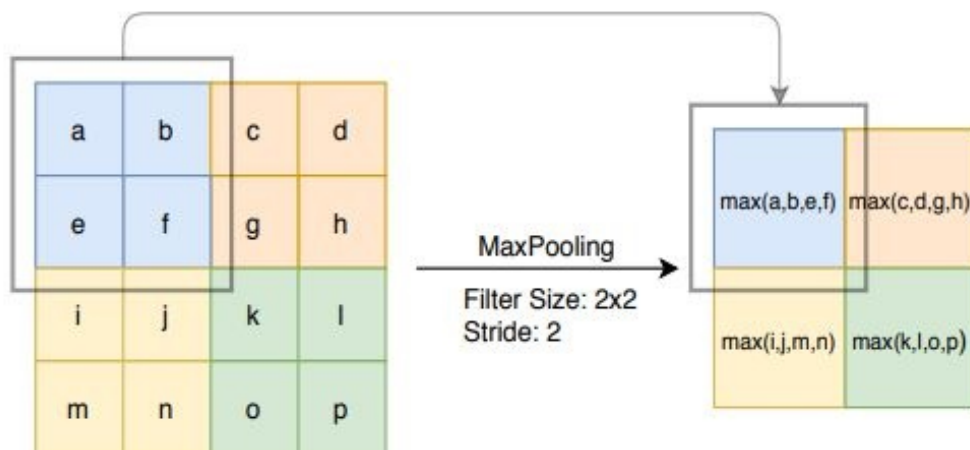 a b c d
e f g h
i j k l
m n o p
MaxPooling
Filter Size: 2x2
Stride: 2
max(a,b,e,f) max(c,d,g,h)
max(i,j,m,n) max(k,l,o,p)